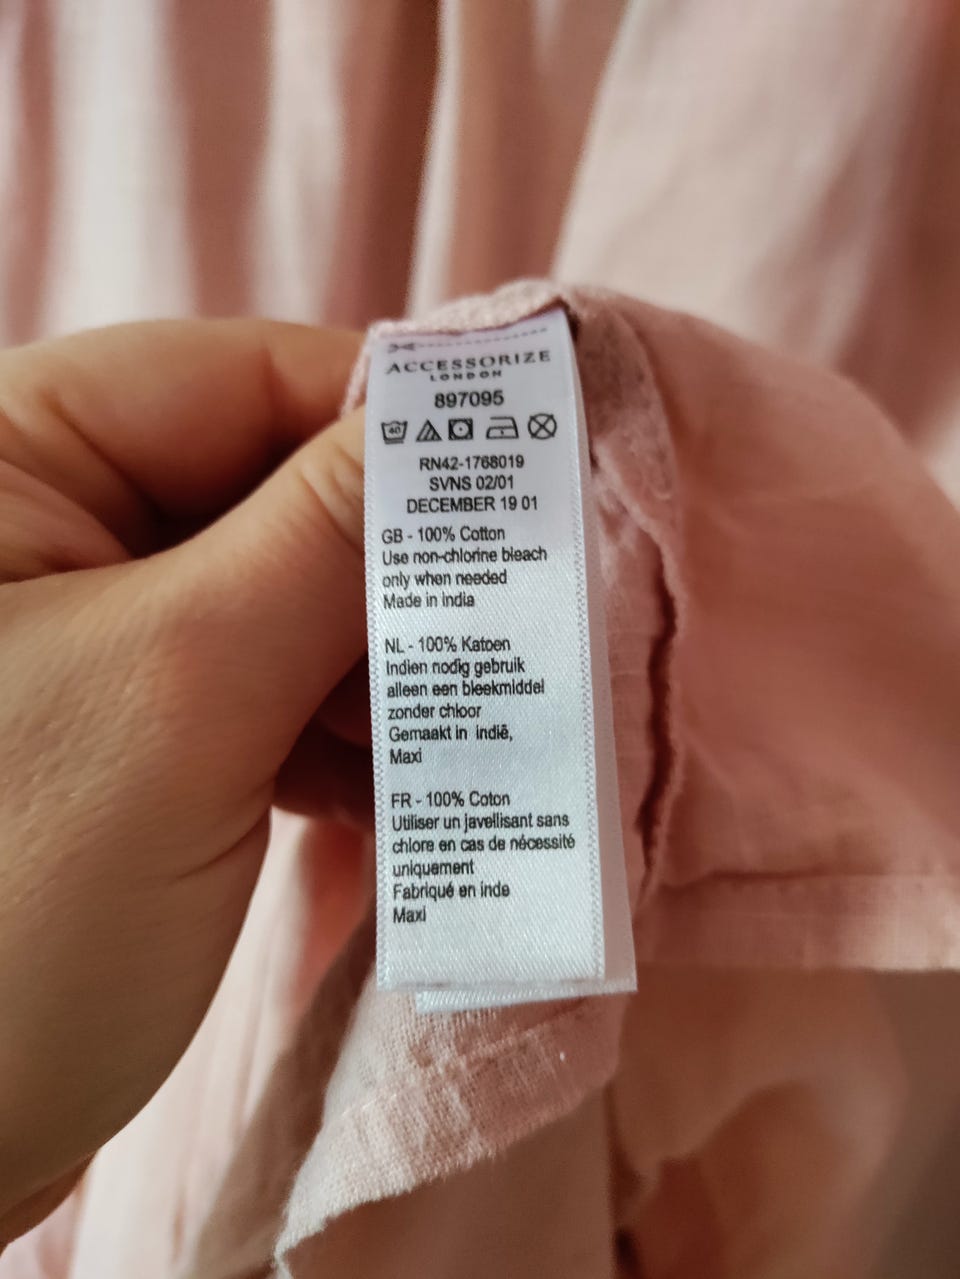 ACCESSORIZE
LONDON
897095
40
RN42-1768019
SVNS 02/01
DECEMBER 19 01
GB - 100% Cotton
Use non-chlorine bleach
only when needed
Made in india
NL - 100% Katoen
Indien nodig gebruik
alleen een bleekmiddel
zonder chloor
Gemaakt in indië,
Maxi
FR - 100% Coton
Utiliser un javellisant sans
chlore en cas de nécessité
uniquement
Fabriqué en inde
Maxi